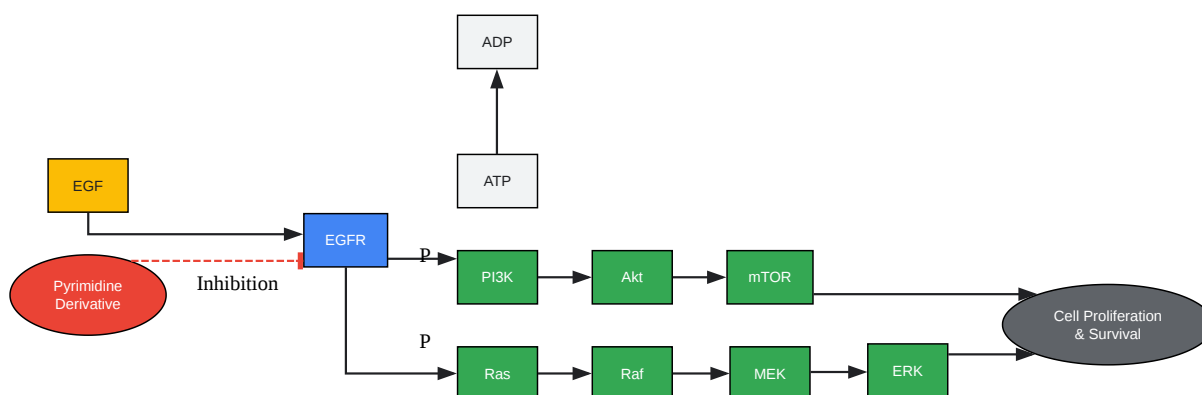 ADP
ATP
EGF
EGFR
P
PI3K
Akt
mTOR
Inhibition
Pyrimidine
Derivative
Cell Proliferation
& Survival
P
Ras
Raf
MEK
ERK